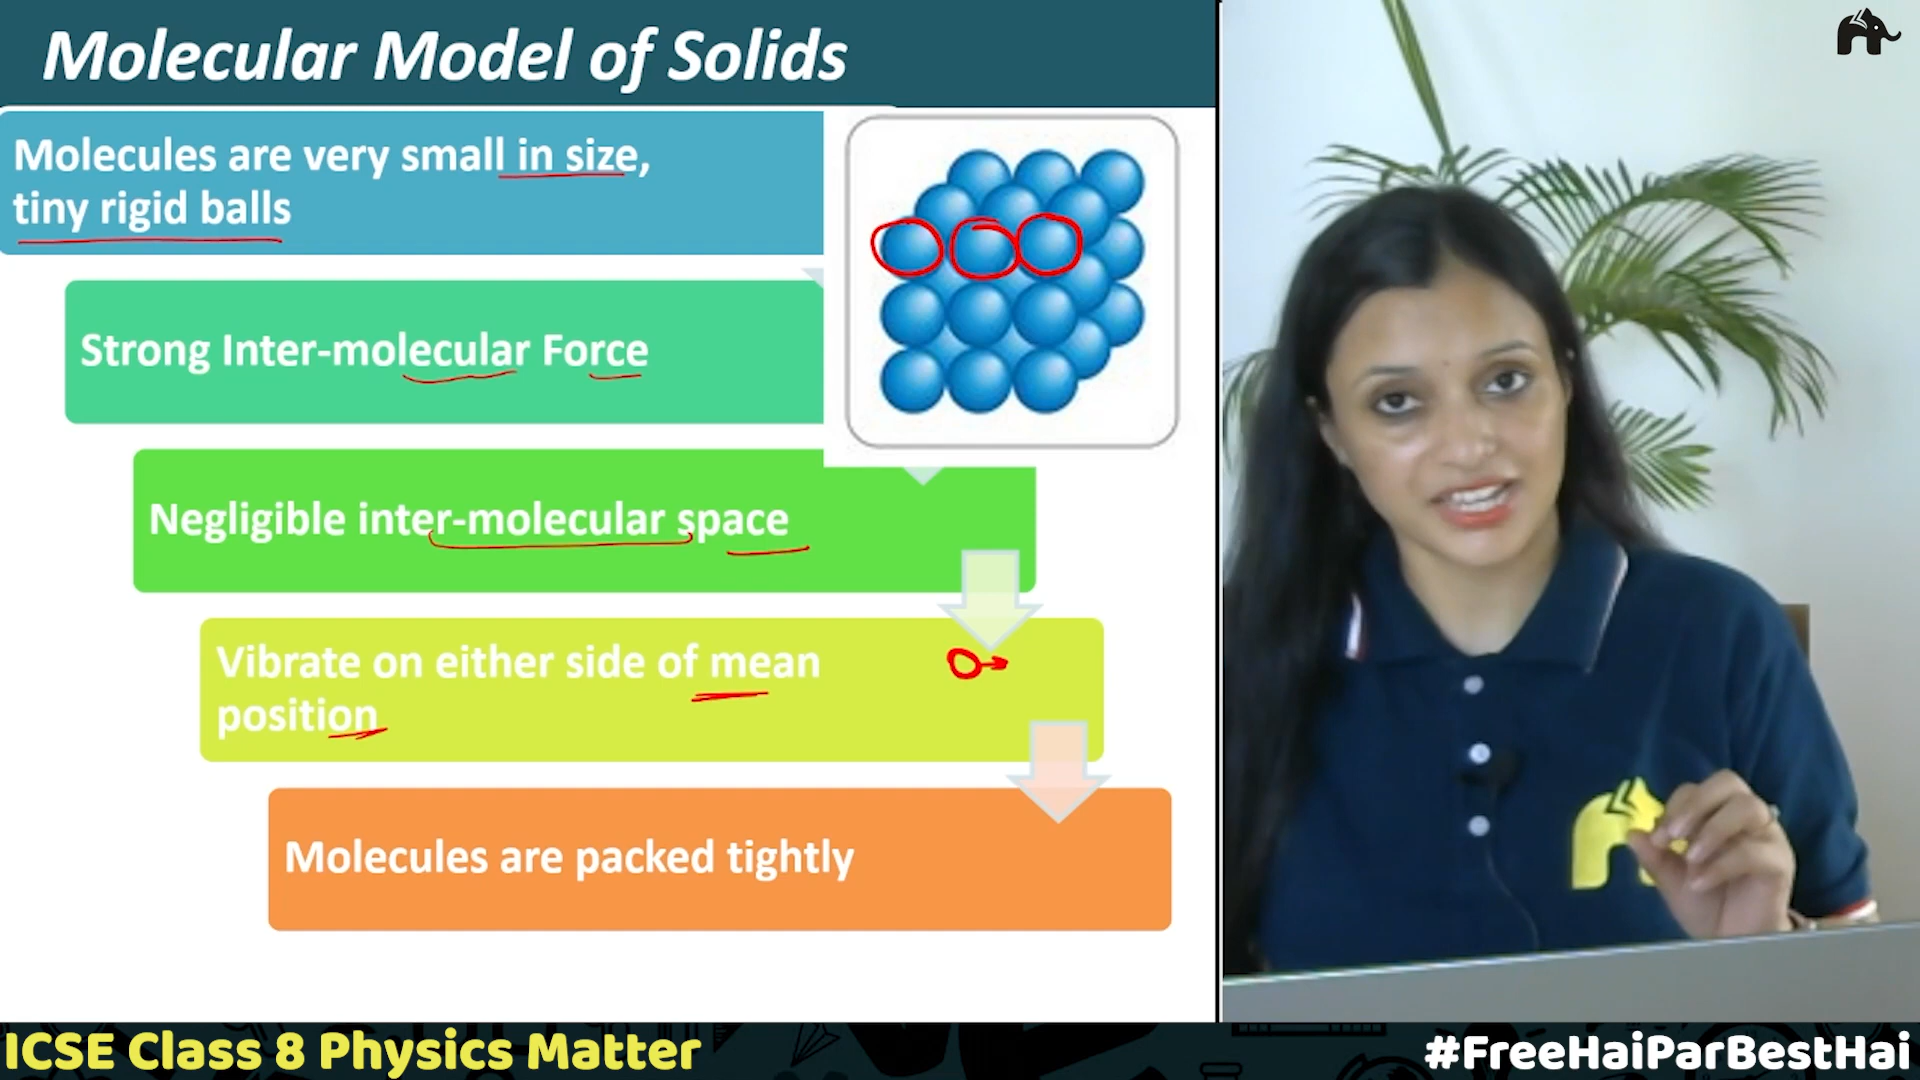 Molecular Model of Solids
Molecules are very small in size,
tiny rigid balls
Strong Inter-molecular Force
Negligible inter-molecular space
Vibrate on either side of mean
position
Molecules are packed tightly
ICSE Class 8 Physics Matter
#FreeHaiParBestHai